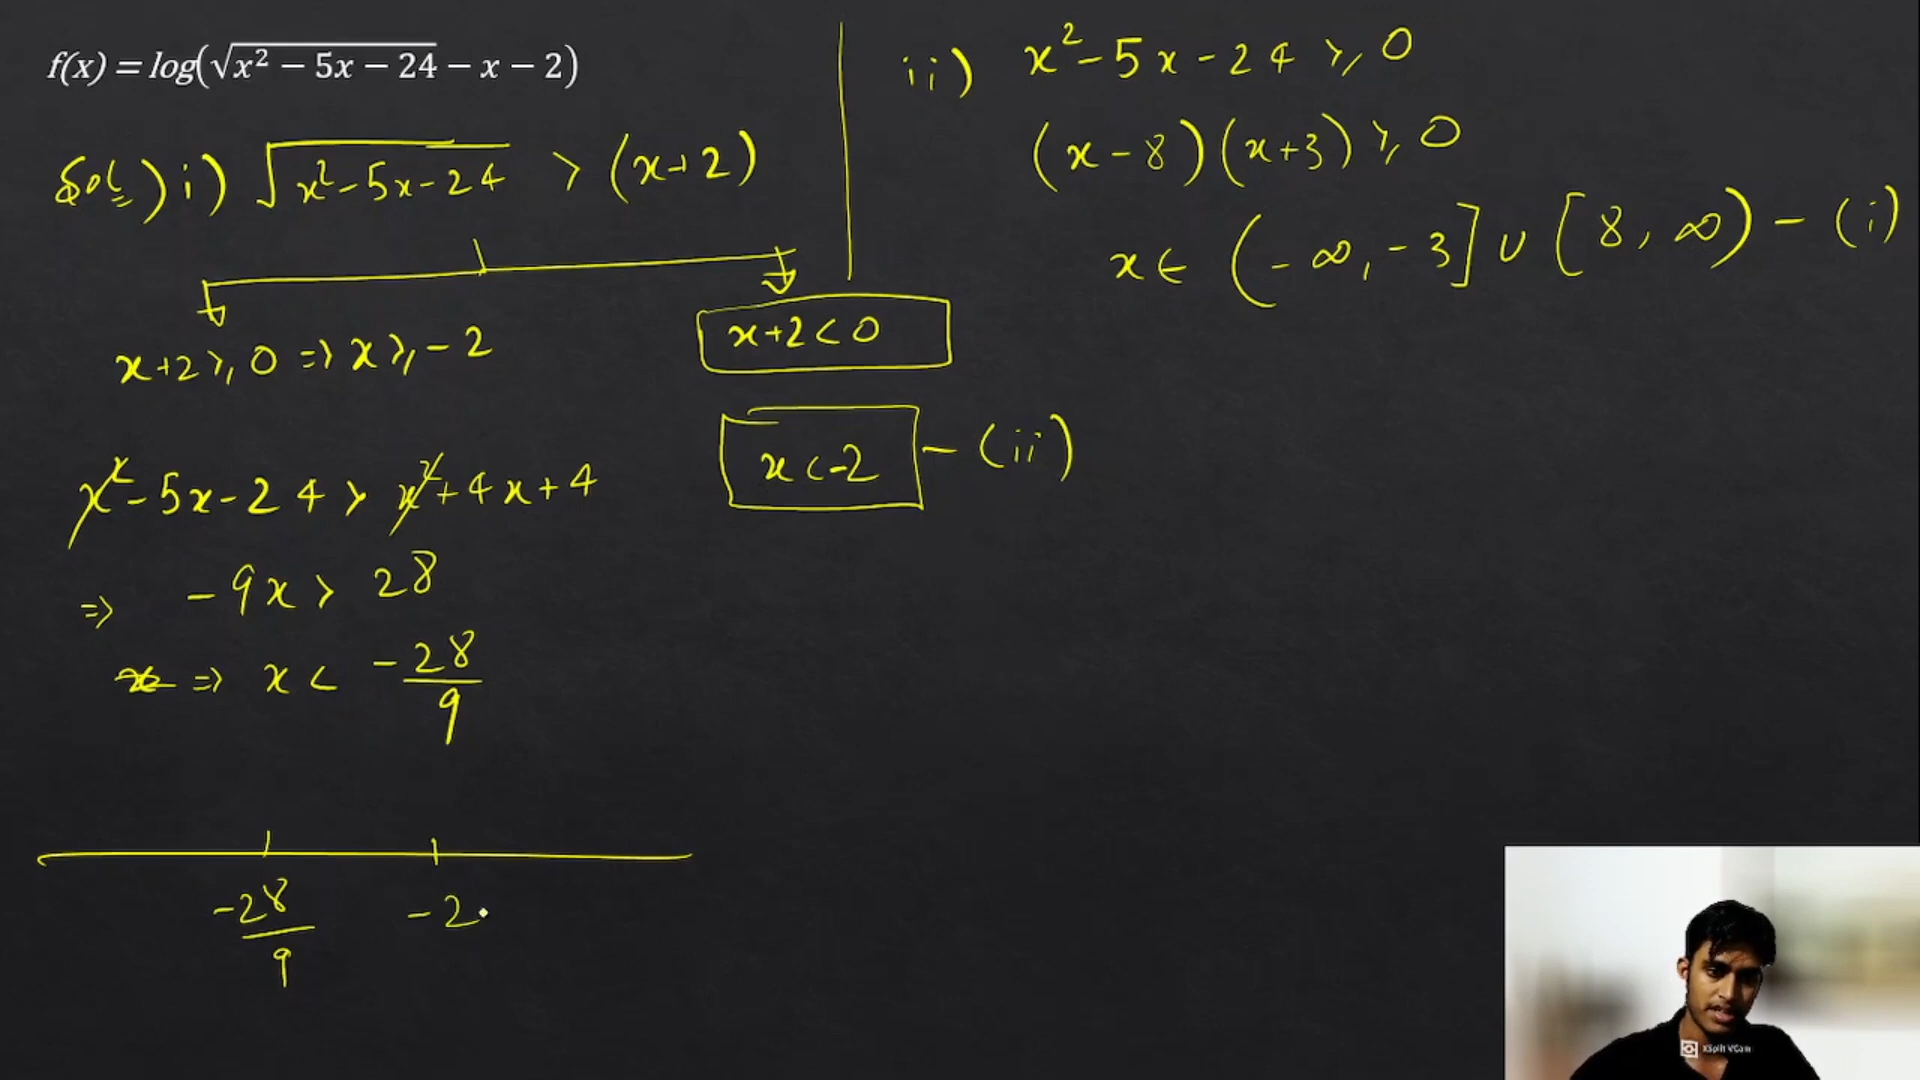 f(x) = log(√x² − 5x − 24 − x − 2)
Sol) i) √x²-5x-24 > (x+2)
x+2 ≥ 0 => x ≥ -2
x+2 < 0
x < -2 - (ii)
x²-5x-24 > x²+4x+4
=> -9x > 28
=> x < -28/9
-28/9 -2
ii) x²-5x-24 ≥ 0
(x-8)(x+3) ≥ 0
x ∈ (-∞, -3] ∪ [8, ∞) - (i)
XSplit VCam